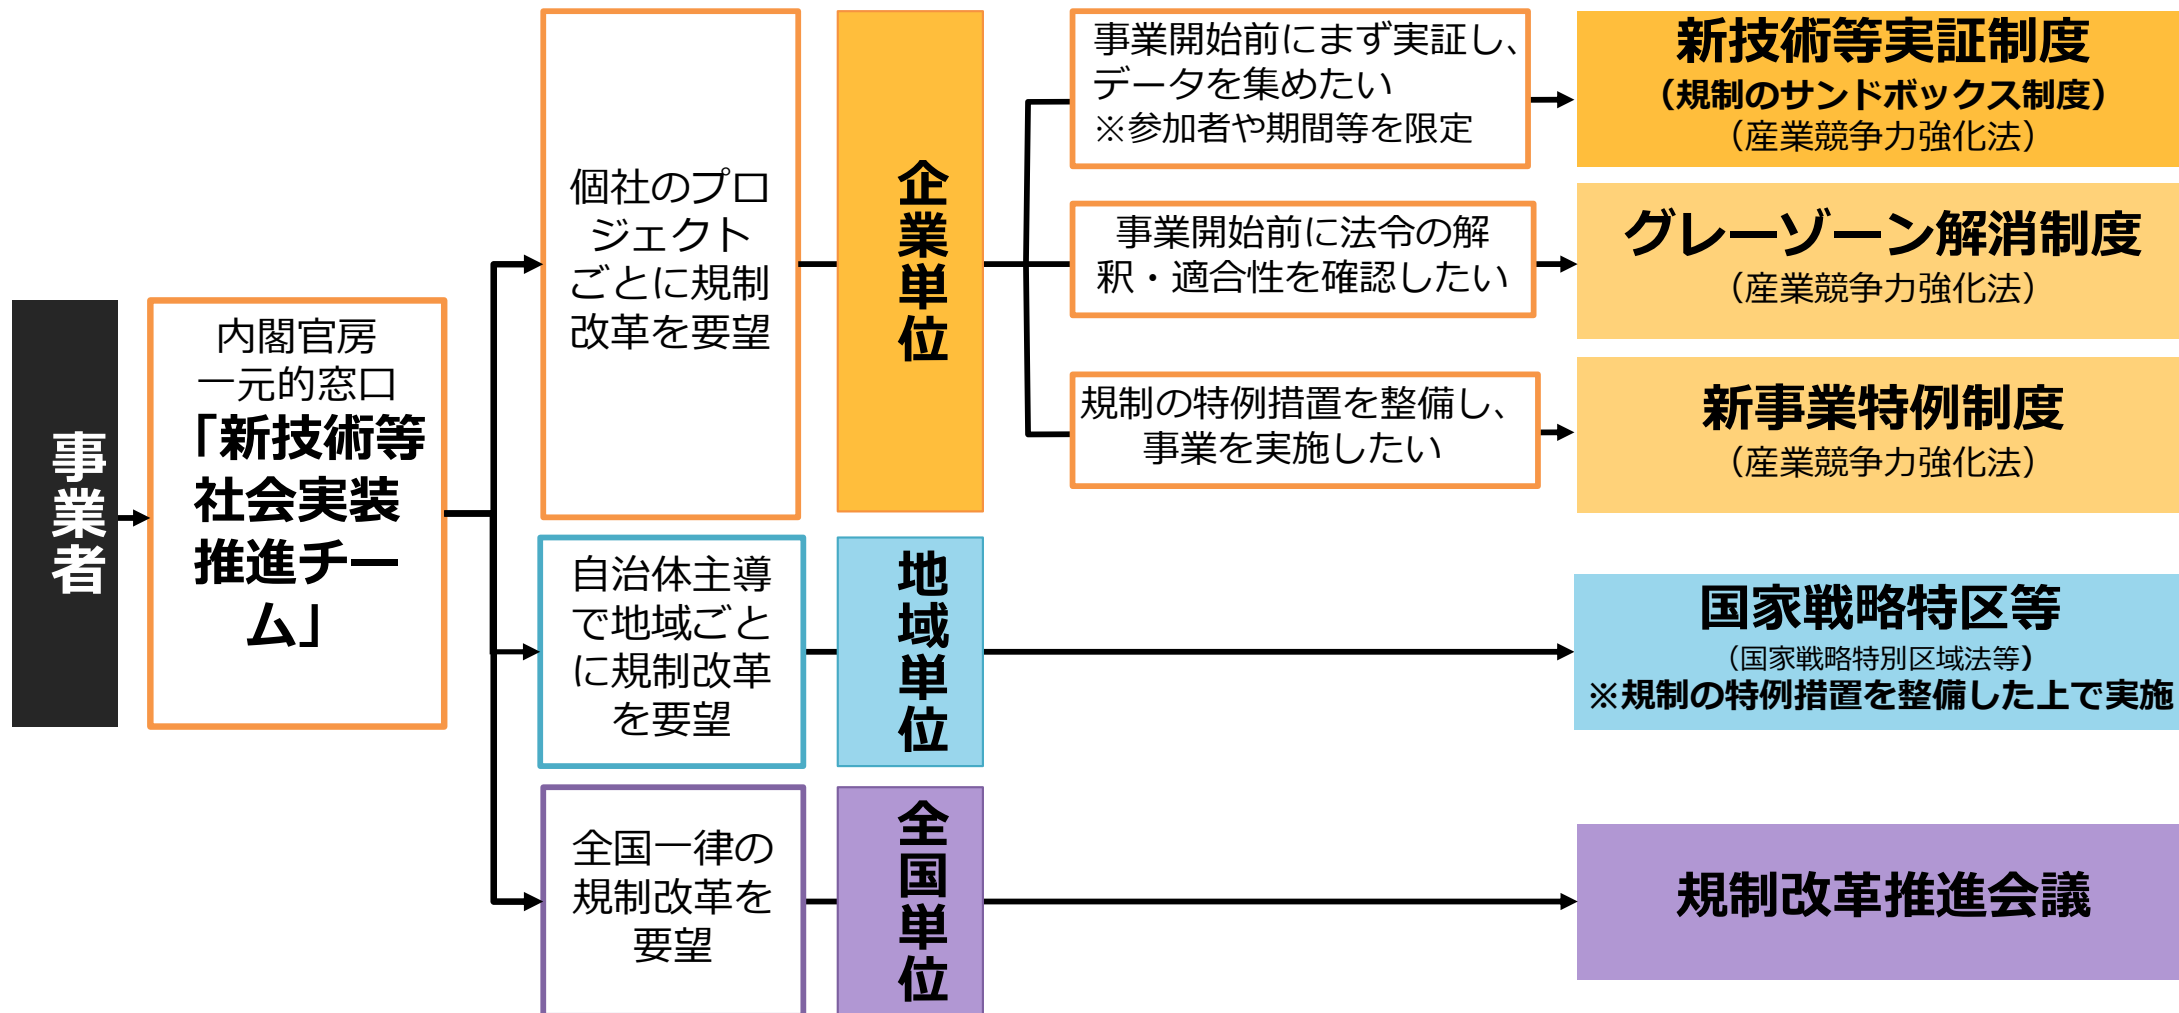 事業者
内閣官房
一元的窓口
「新技術等
社会実装
推進チー
ム」
個社のプロ
ジェクト
ごとに規制
改革を要望
企業単位
事業開始前にまず実証し、
データを集めたい
※参加者や期間等を限定
新技術等実証制度
（規制のサンドボックス制度）
（産業競争力強化法）
事業開始前に法令の解
釈・適合性を確認したい
グレーゾーン解消制度
（産業競争力強化法）
規制の特例措置を整備し、
事業を実施したい
新事業特例制度
（産業競争力強化法）
自治体主導
で地域ごと
に規制改革
を要望
地域単位
国家戦略特区等
（国家戦略特別区域法等）
※規制の特例措置を整備した上で実施
全国一律の
規制改革を
要望
全国単位
規制改革推進会議